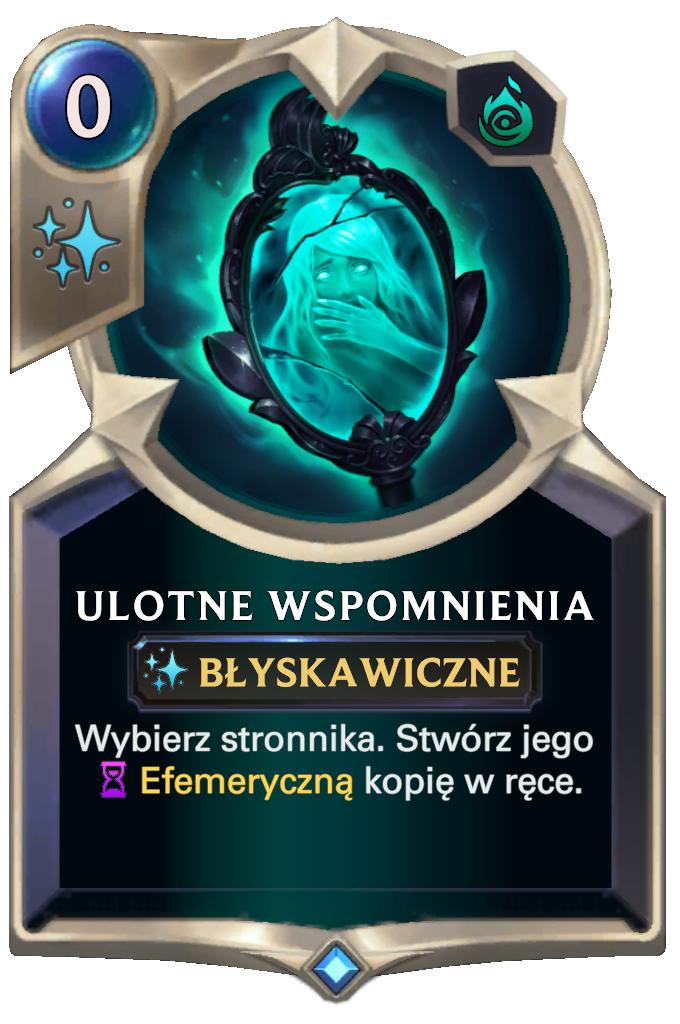 0
ULOTNE WSPOMNIENIA
BŁYSKAWICZNE
Wybierz stronnika. Stwórz jego
Efemeryczną kopię w ręce.